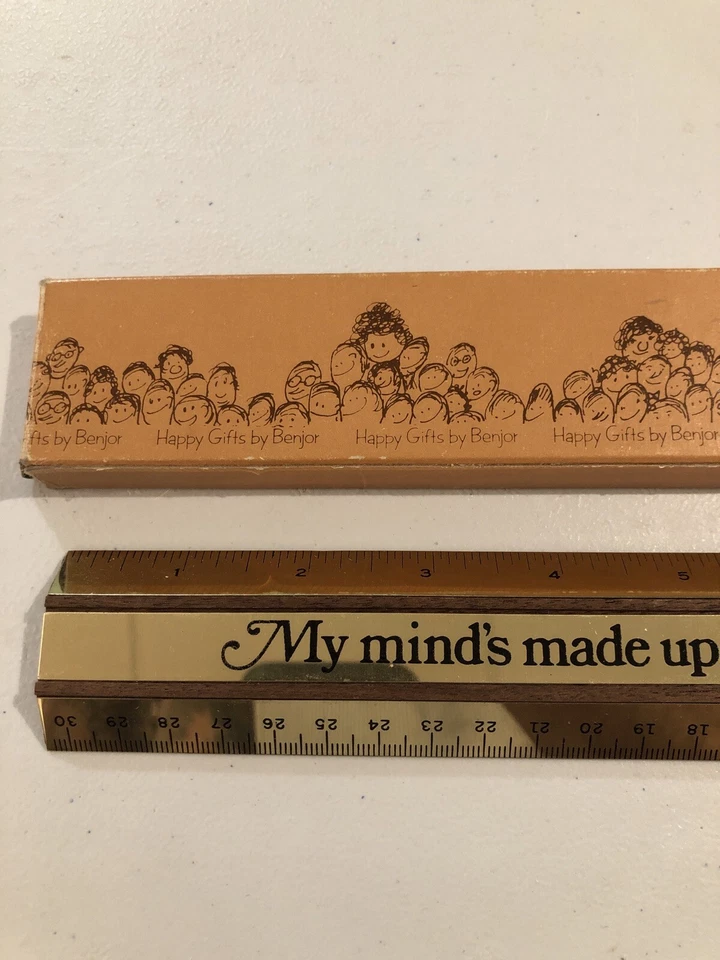 fts by Benjor Happy Gifts by Benjor Happy Gifts by Benjor Happy Gifts by Benjor
1 2 3 4 5
My mind's made up
30 29 28 27 26 25 24 23 22 21 20 19 18